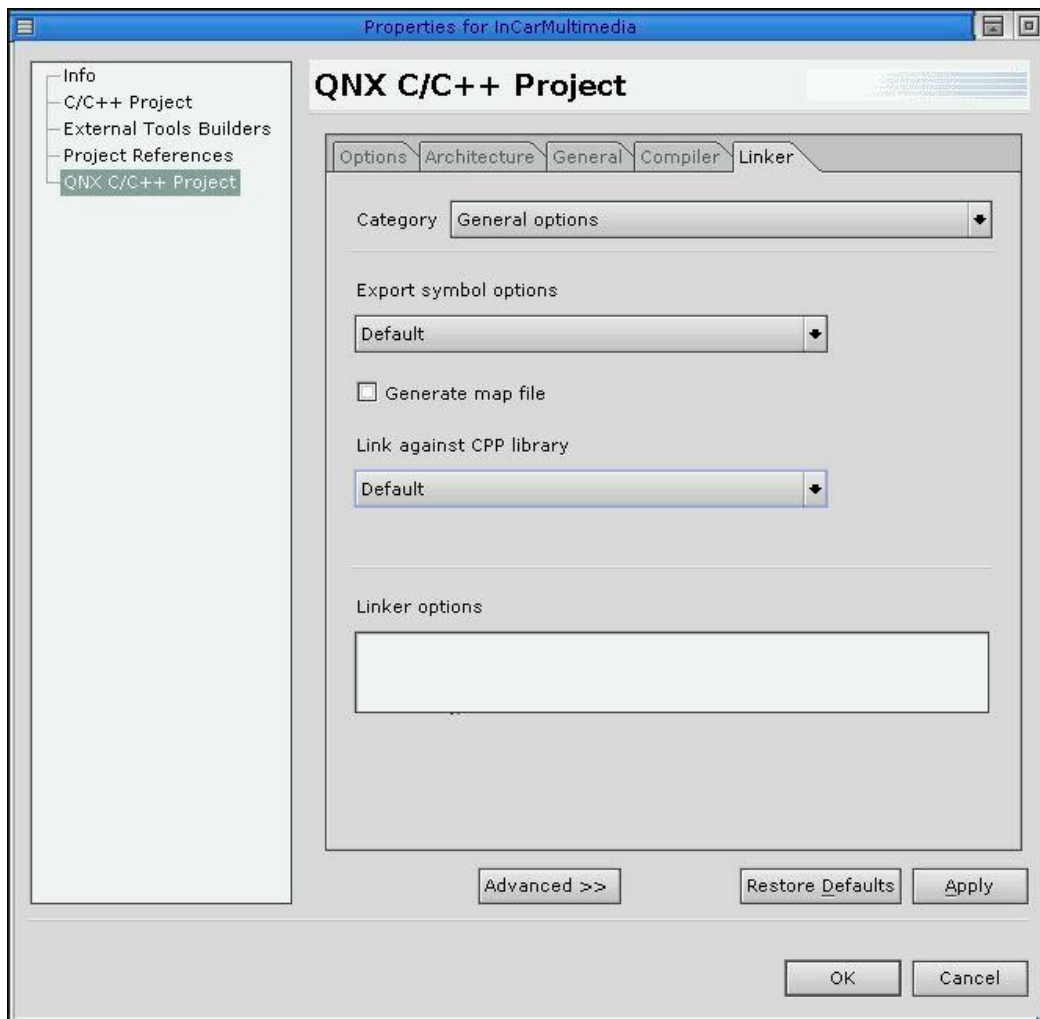 Properties for InCarMultimedia
Info
C/C++ Project
External Tools Builders
Project References
QNX C/C++ Project
QNX C/C++ Project
Options
Architecture
General
Compiler
Linker
Category
General options
Export symbol options
Default
Generate map file
Link against CPP library
Default
Linker options
Advanced >>
Restore Defaults
Apply
OK
Cancel